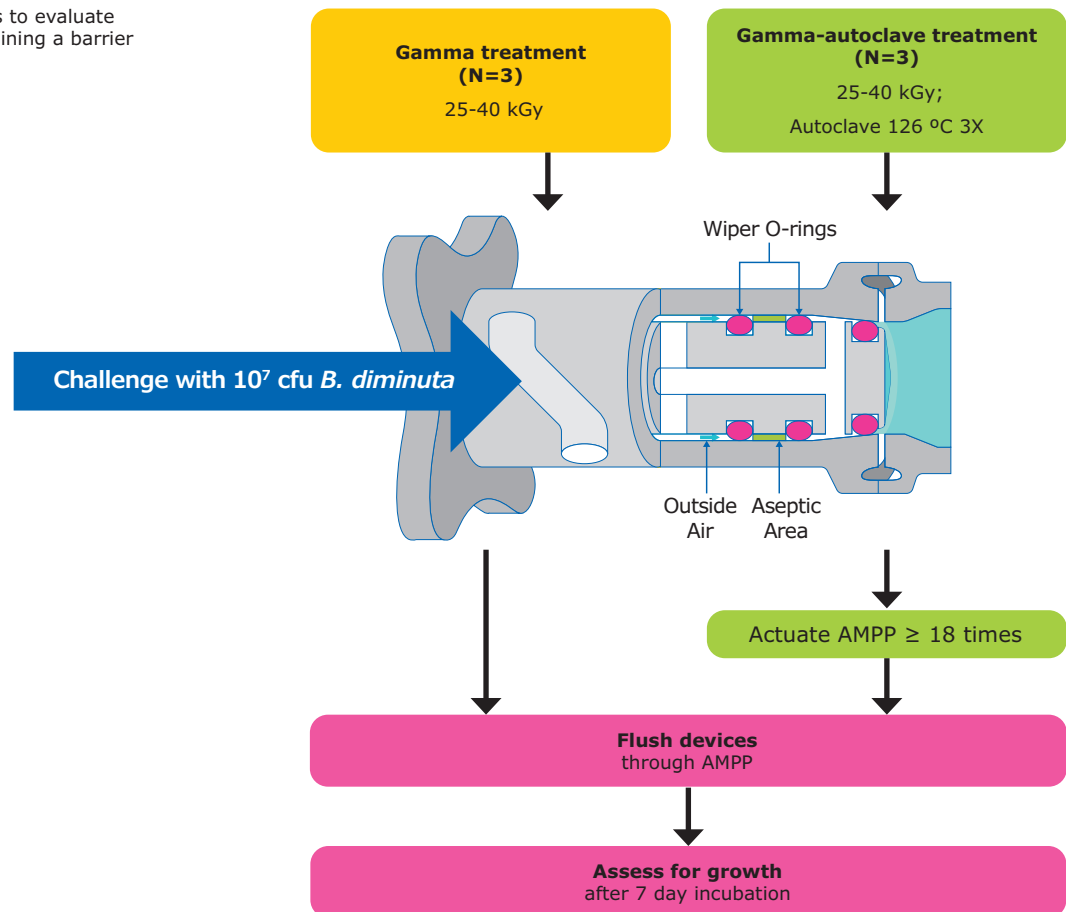 s to evaluate
ining a barrier
Gamma treatment
(N=3)
25-40 kGy
Gamma-autoclave treatment
(N=3)
25-40 kGy;
Autoclave 126 ºC 3X
Wiper O-rings
Challenge with 10⁷ cfu B. diminuta
Outside
Air
Aseptic
Area
Actuate AMPP ≥ 18 times
Flush devices
through AMPP
Assess for growth
after 7 day incubation